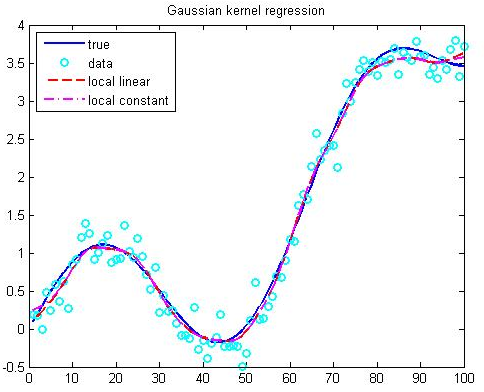 Gaussian kernel regression
4
3.5
3
2.5
2
1.5
1
0.5
0
-0.5
true
data
local linear
local constant
0 10 20 30 40 50 60 70 80 90 100